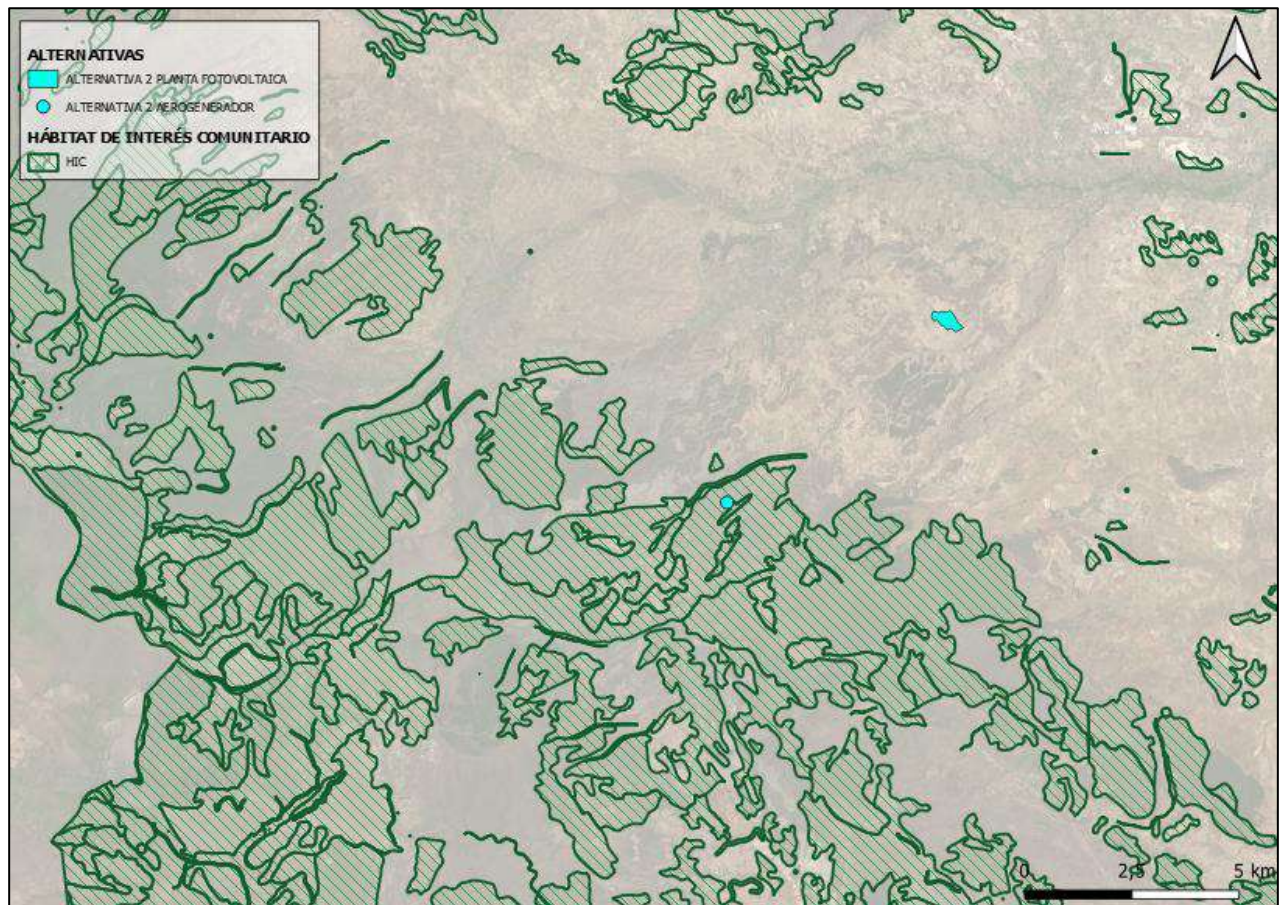 ALTERNATIVAS
ALTERNATIVA 2 PLANTA FOTOVOLTAICA
ALTERNATIVA 2 AEROGENERADOR
HÁBITAT DE INTERÉS COMUNITARIO
HIC
0 2,5 5 km